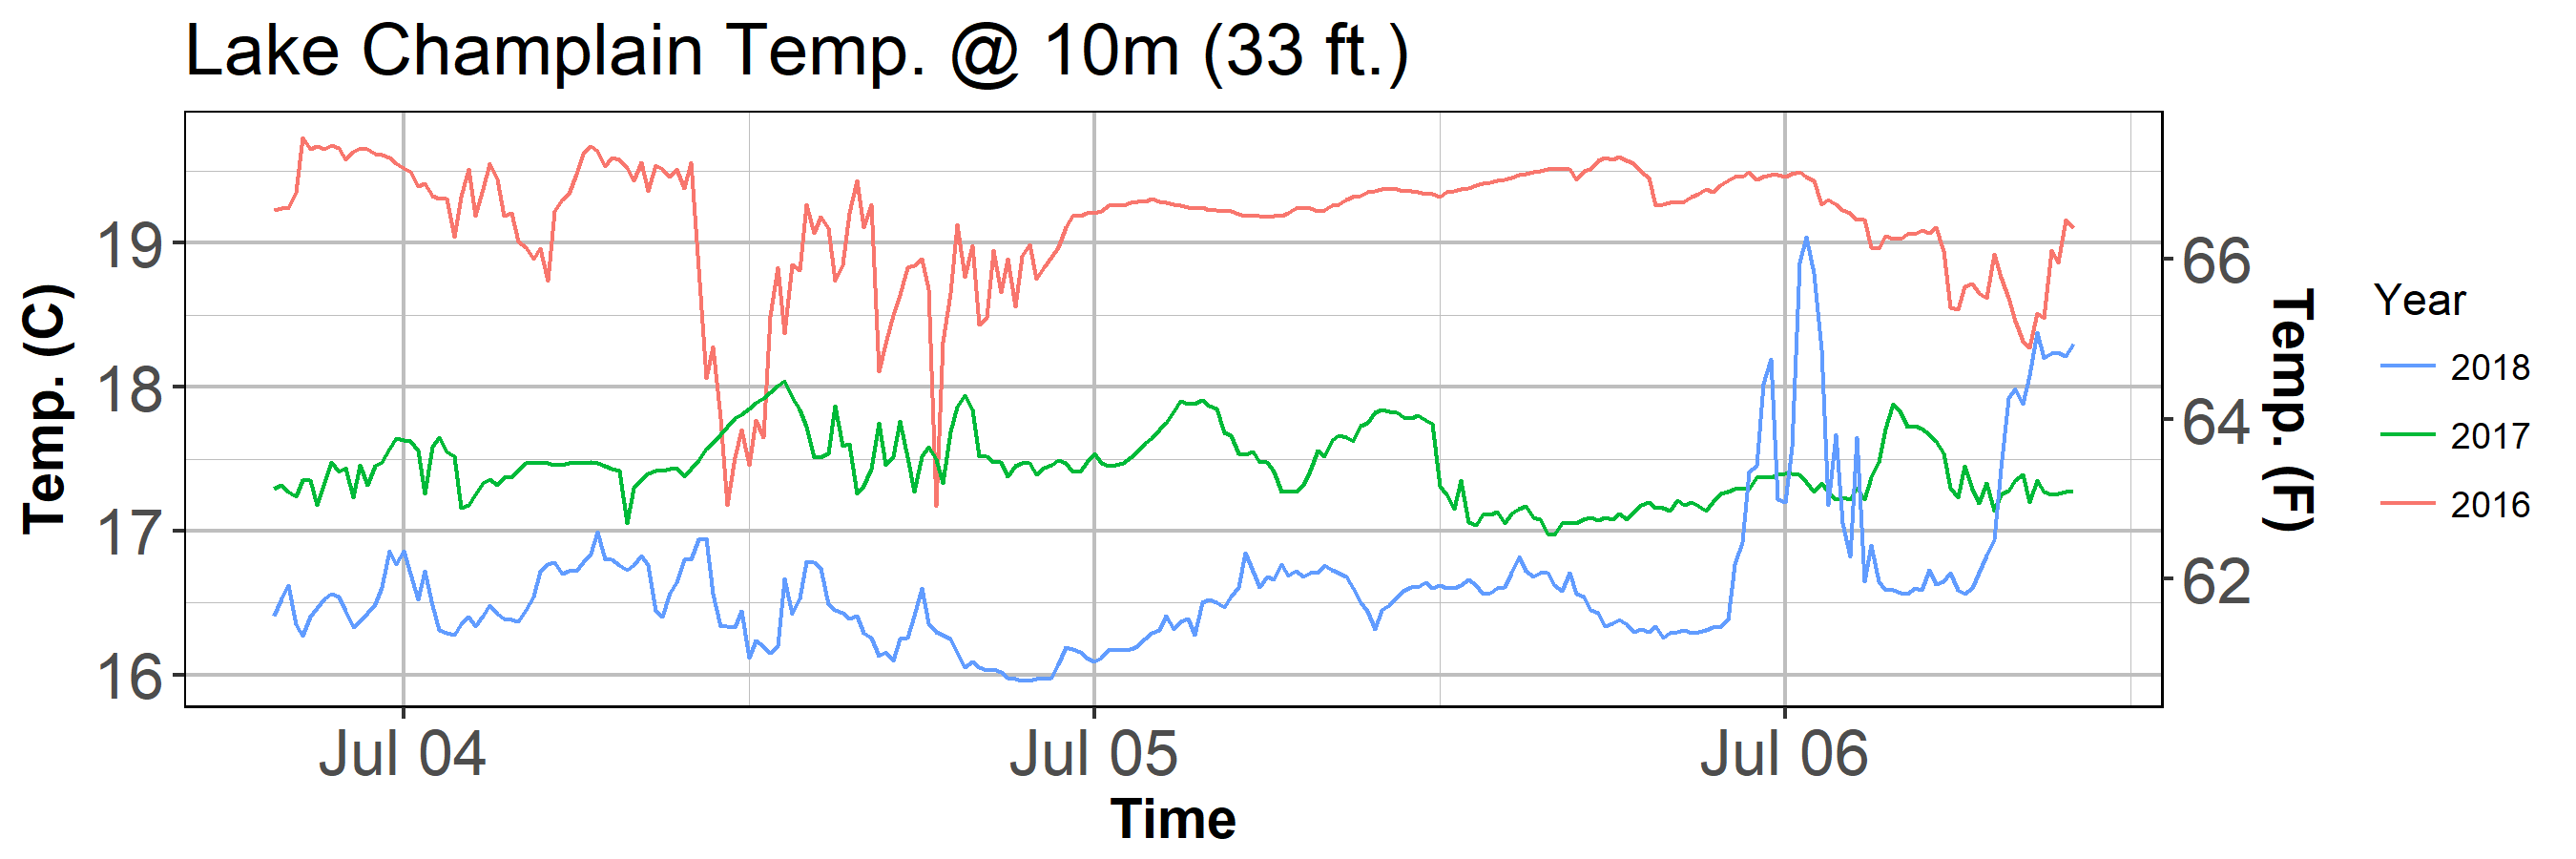 Lake Champlain Temp. @ 10m (33 ft.)
Temp. (C)
19
18
17
16
66
64
62
Temp. (F)
Jul 04
Jul 05
Jul 06
Time
Year
2018
2017
2016